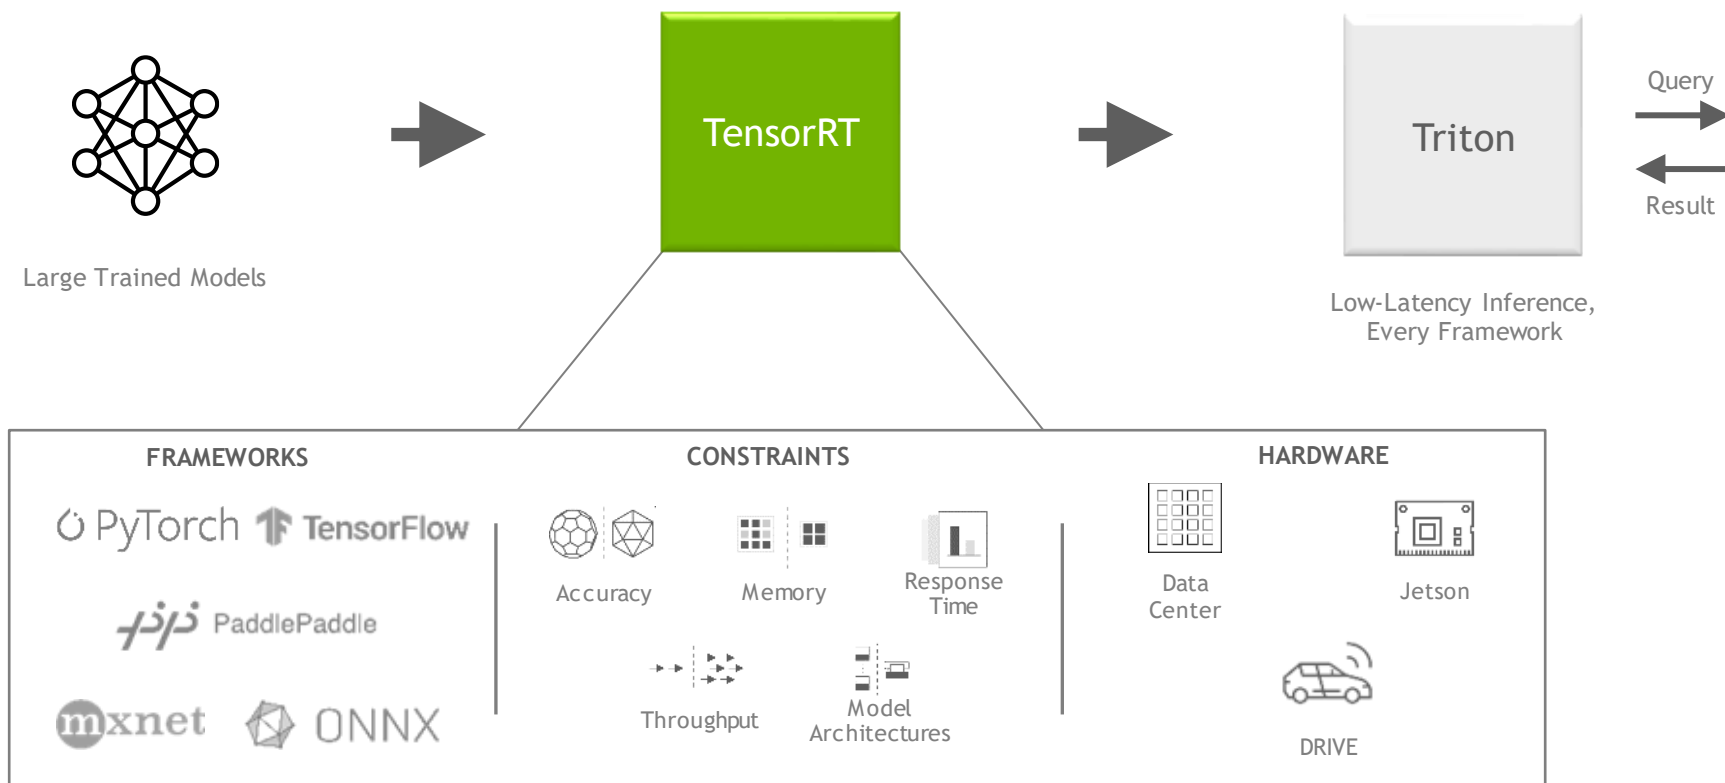 TensorRT
Triton
Query
Result
Large Trained Models
Low-Latency Inference,
Every Framework
FRAMEWORKS
PyTorch
TensorFlow
PaddlePaddle
mxnet
ONNX
CONSTRAINTS
Accuracy
Memory
Response
Time
Throughput
Model
Architectures
HARDWARE
Data
Center
Jetson
DRIVE